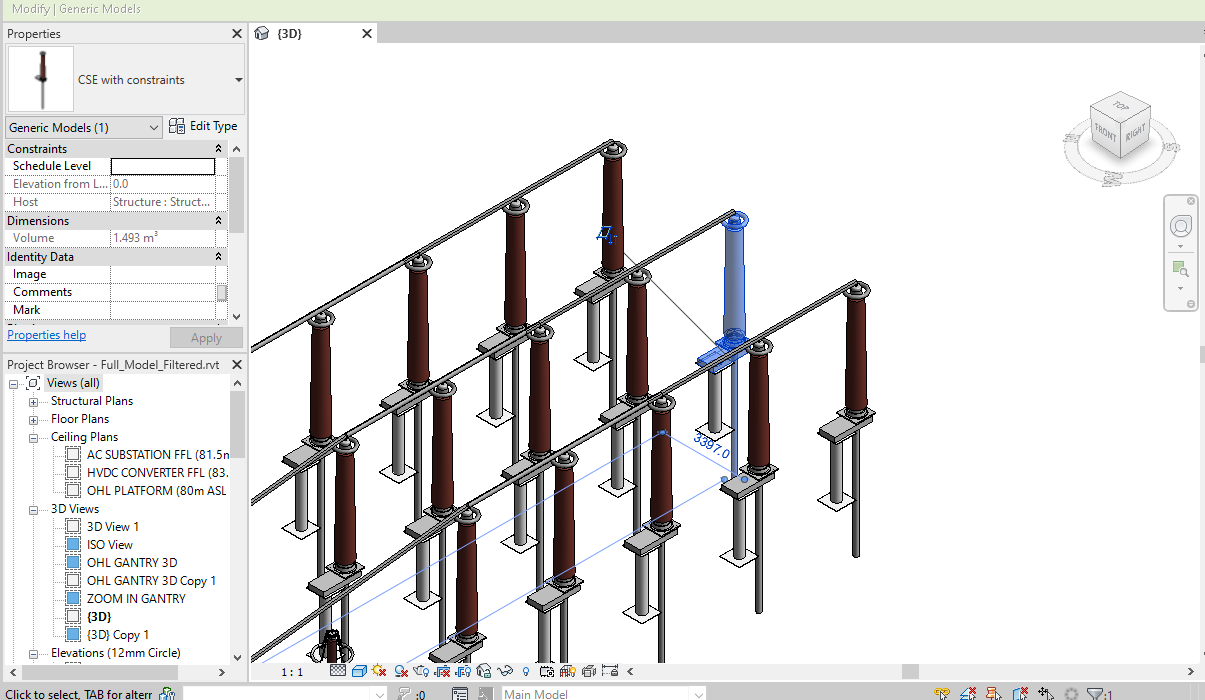 Modify | Generic Models
Properties
{3D}
CSE with constraints
Generic Models (1)
Edit Type
Constraints
Schedule Level
Elevation from L... 0.0
Host Structure : Struct...
Dimensions
Volume 1.493 m³
Identity Data
Image
Comments
Mark
Properties help
Apply
Project Browser - Full_Model_Filtered.rvt
Views (all)
Structural Plans
Floor Plans
Ceiling Plans
AC SUBSTATION FFL (81.5m
HVDC CONVERTER FFL (83.
OHL PLATFORM (80m ASL
3D Views
3D View 1
ISO View
OHL GANTRY 3D
OHL GANTRY 3D Copy 1
ZOOM IN GANTRY
{3D}
{3D} Copy 1
Elevations (12mm Circle)
TOP
FRONT
RIGHT
3397.0
1 : 1
Click to select, TAB for altern
:0
Main Model
:1